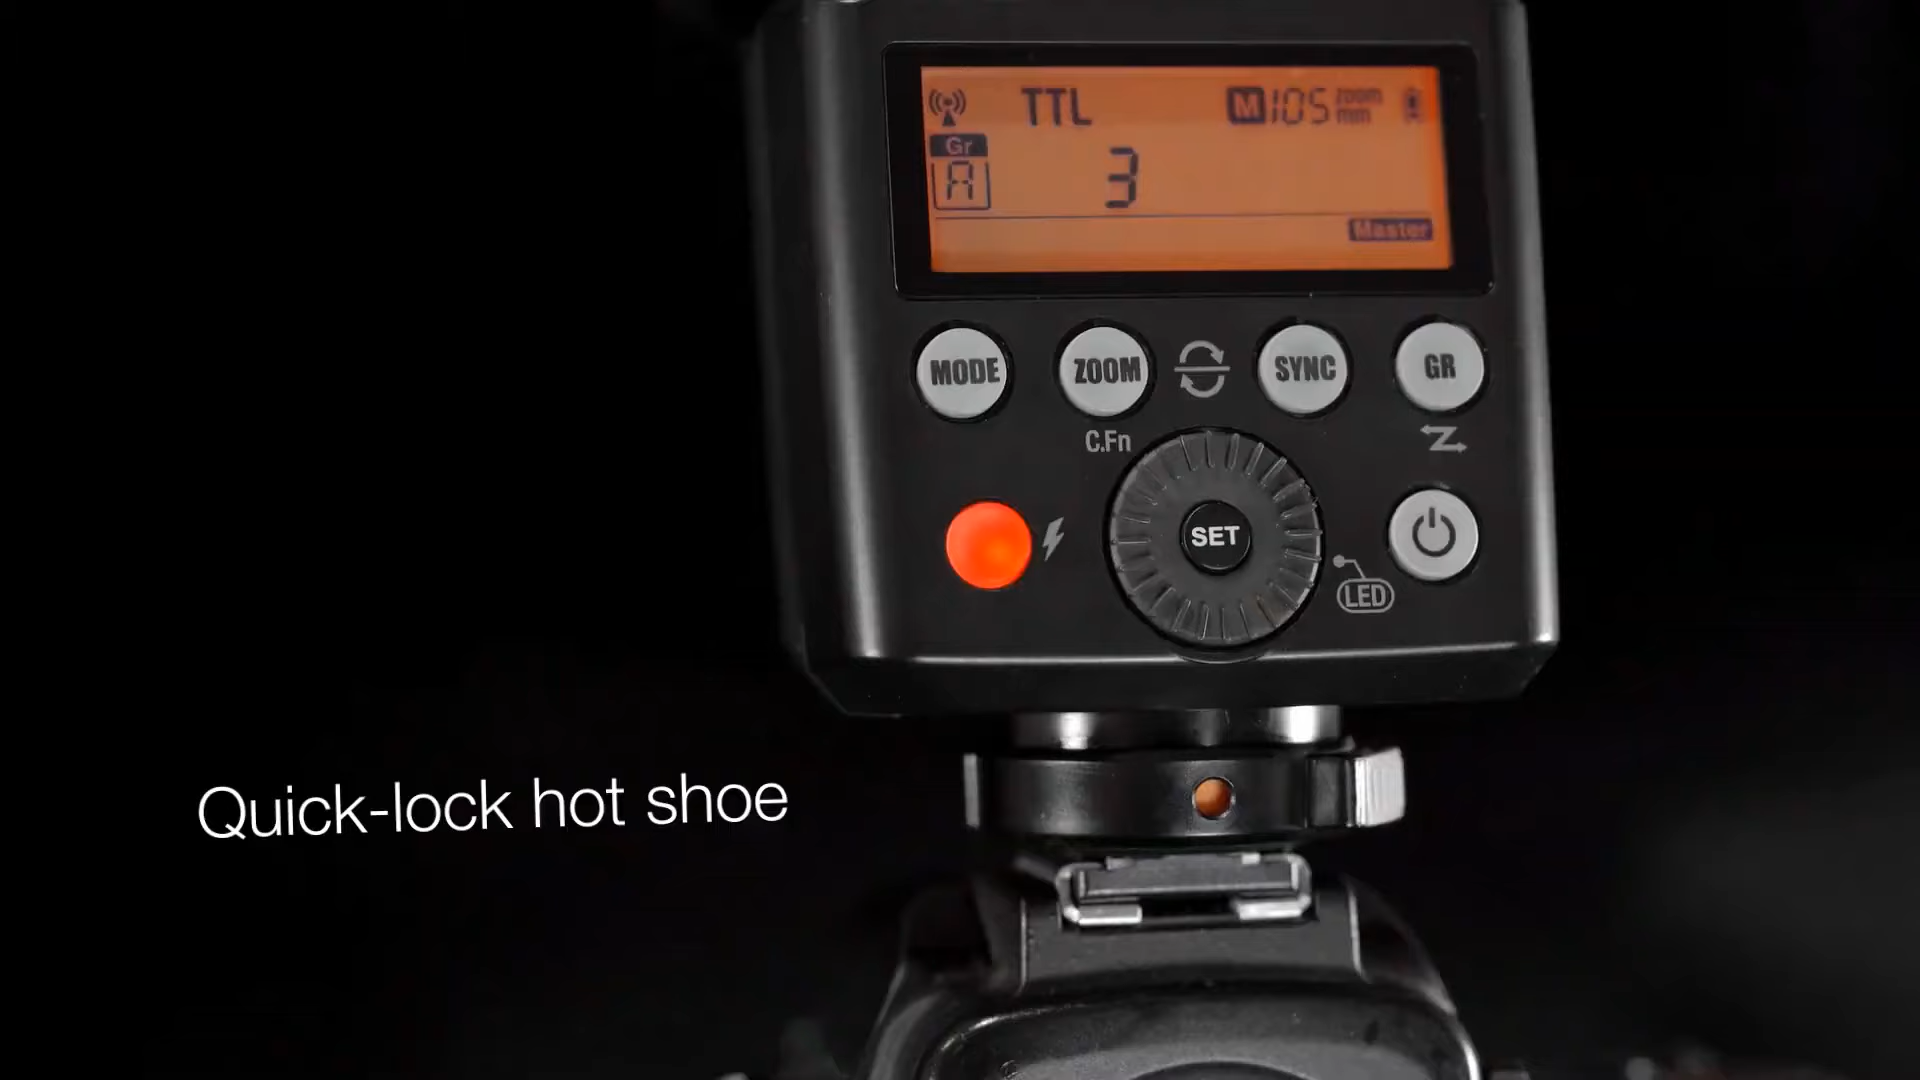 TTL
M 105 zoom mm
Gr
A
3
Master
MODE
ZOOM
SYNC
GR
C.Fn
SET
LED
Quick-lock hot shoe